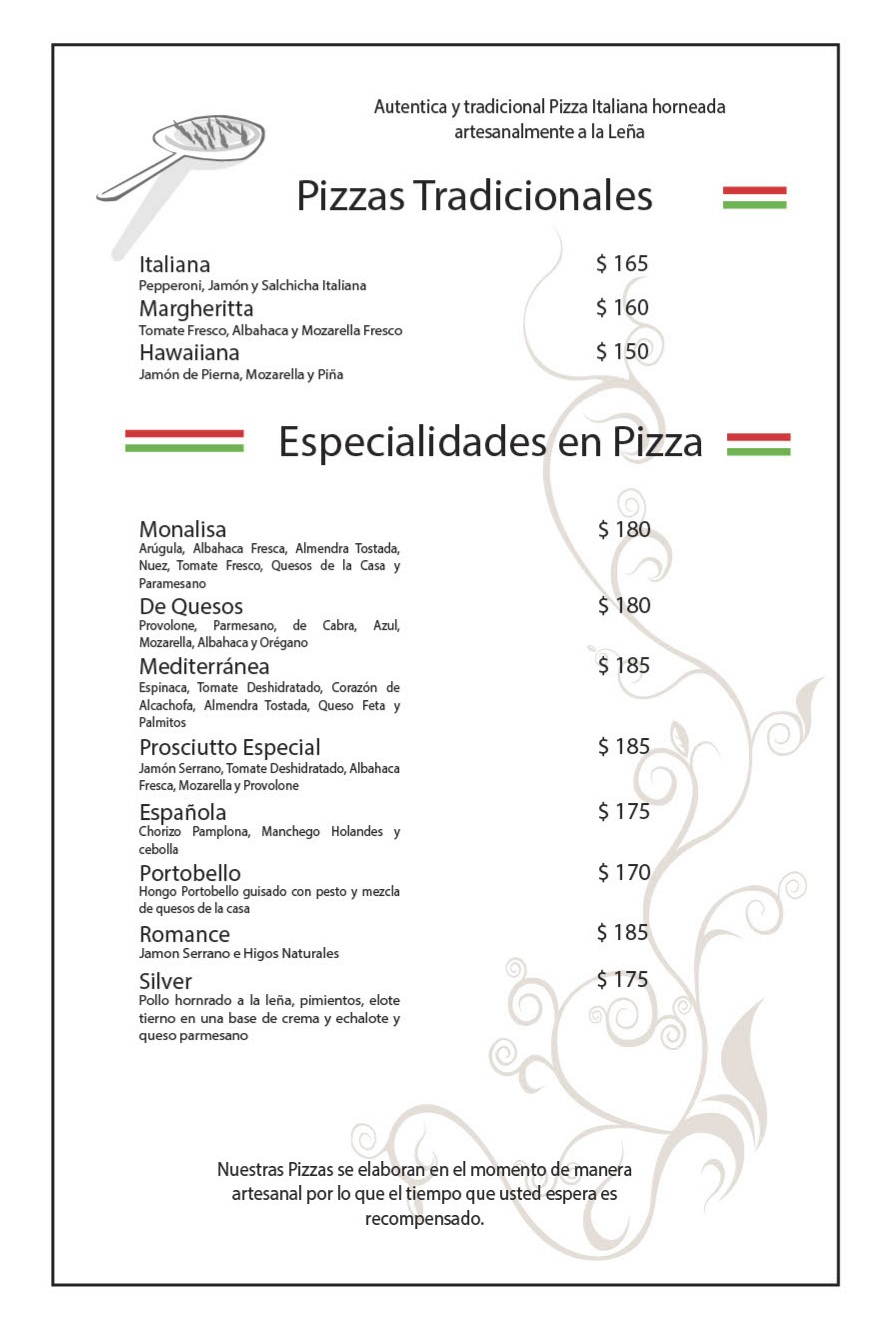 Autentica y tradicional Pizza Italiana horneada
artesanalmente a la Leña
Pizzas Tradicionales
Italiana $ 165
Pepperoni, Jamón y Salchicha Italiana
Margheritta $ 160
Tomate Fresco, Albahaca y Mozarella Fresco
Hawaiiana $ 150
Jamón de Pierna, Mozarella y Piña
Especialidades en Pizza
Monalisa $ 180
Arúgula, Albahaca Fresca, Almendra Tostada,
Nuez, Tomate Fresco, Quesos de la Casa y
Paramesano
De Quesos $ 180
Provolone, Parmesano, de Cabra, Azul,
Mozarella, Albahaca y Orégano
Mediterránea $ 185
Espinaca, Tomate Deshidratado, Corazón de
Alcachofa, Almendra Tostada, Queso Feta y
Palmitos
Prosciutto Especial $ 185
Jamón Serrano, Tomate Deshidratado, Albahaca
Fresca, Mozarella y Provolone
Española $ 175
Chorizo Pamplona, Manchego Holandes y
cebolla
Portobello $ 170
Hongo Portobello guisado con pesto y mezcla
de quesos de la casa
Romance $ 185
Jamon Serrano e Higos Naturales
Silver $ 175
Pollo hornrado a la leña, pimientos, elote
tierno en una base de crema y echalote y
queso parmesano
Nuestras Pizzas se elaboran en el momento de manera
artesanal por lo que el tiempo que usted espera es
recompensado.